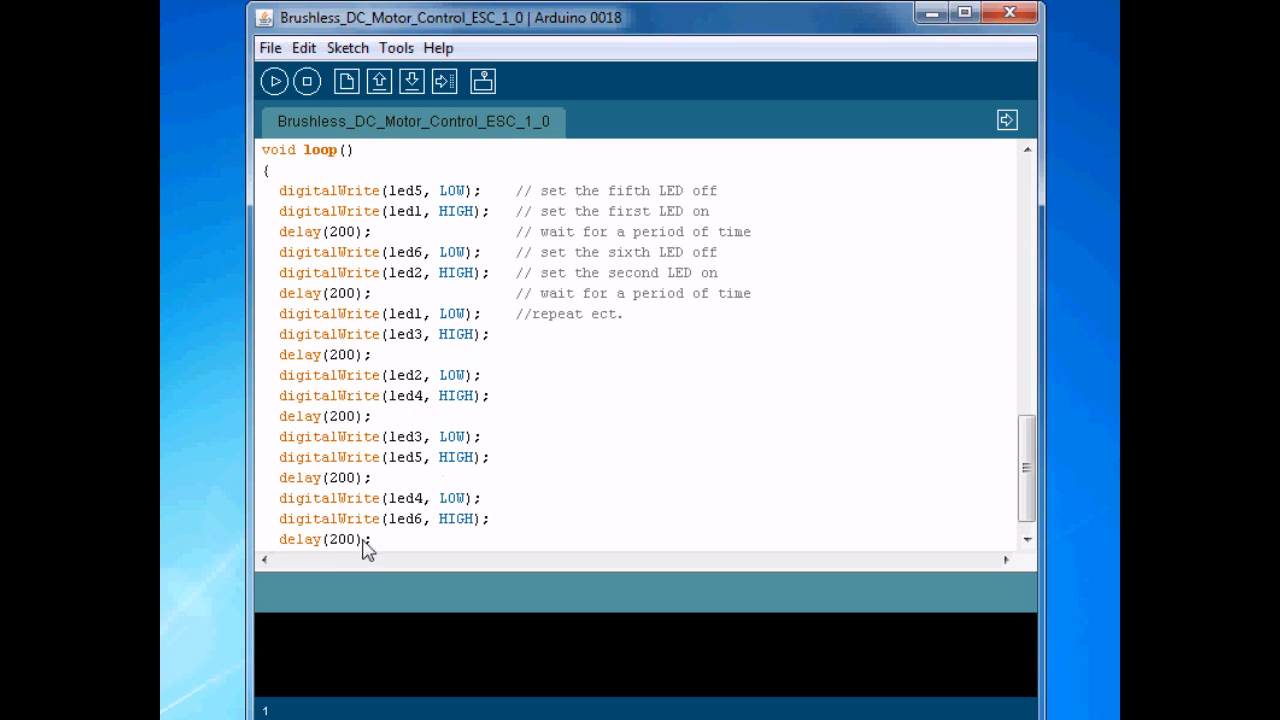 Brushless_DC_Motor_Control_ESC_1_0 | Arduino 0018
File Edit Sketch Tools Help
Brushless_DC_Motor_Control_ESC_1_0
void loop()
{
digitalWrite(led5, LOW); // set the fifth LED off
digitalWrite(led1, HIGH); // set the first LED on
delay(200); // wait for a period of time
digitalWrite(led6, LOW); // set the sixth LED off
digitalWrite(led2, HIGH); // set the second LED on
delay(200); // wait for a period of time
digitalWrite(led1, LOW); //repeat ect.
digitalWrite(led3, HIGH);
delay(200);
digitalWrite(led2, LOW);
digitalWrite(led4, HIGH);
delay(200);
digitalWrite(led3, LOW);
digitalWrite(led5, HIGH);
delay(200);
digitalWrite(led4, LOW);
digitalWrite(led6, HIGH);
delay(200);
1